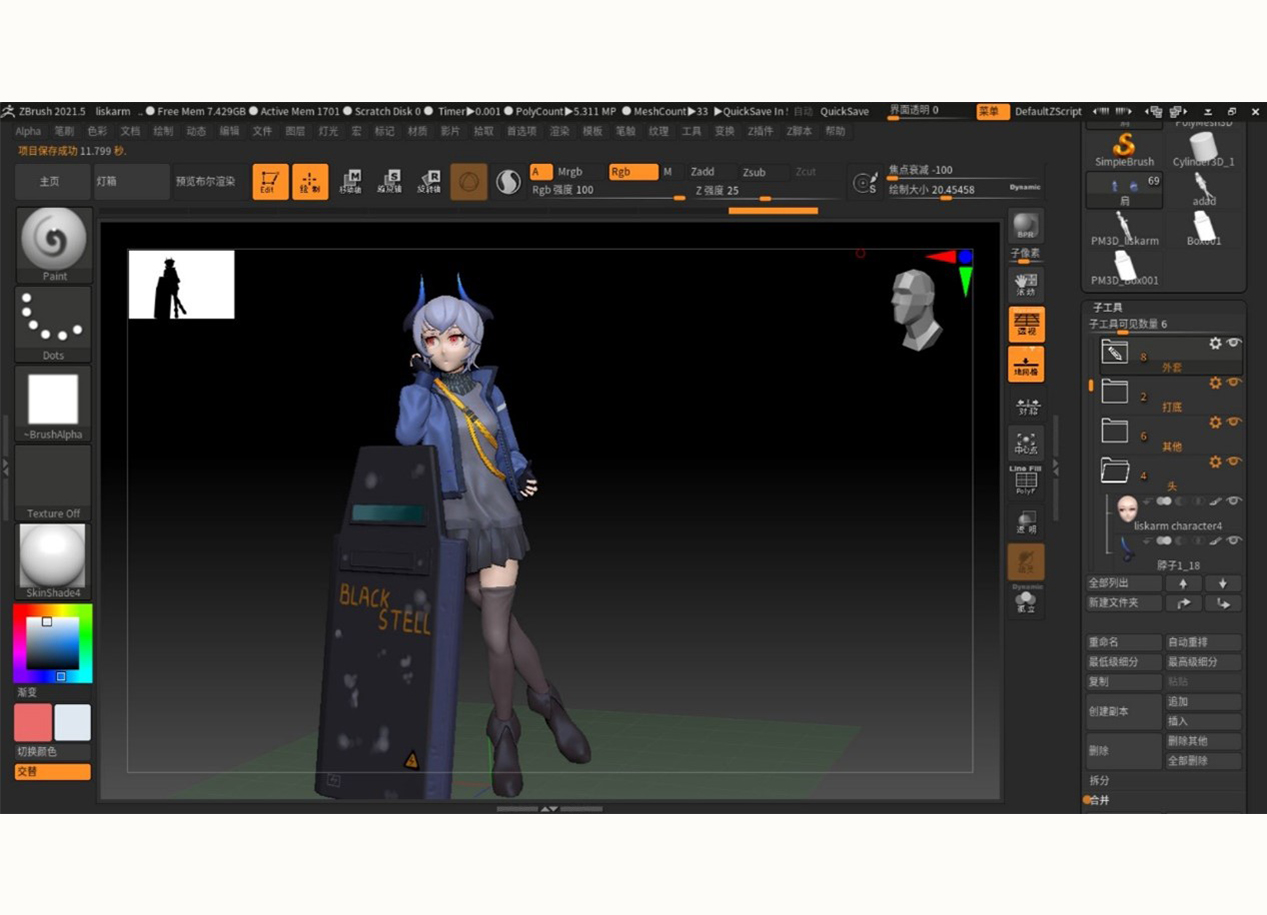 ZBrush 2021.5 liskarm .. Free Mem 7.429GB Active Mem 1701 Scratch Disk 0 Timer▶0.001 PolyCount▶5.311 MP MeshCount▶33 ▶QuickSave In 自动 QuickSave 界面透明 0 菜单 DefaultZScript
Alpha 笔刷 色彩 文档 绘制 动态 编辑 文件 图层 灯光 宏 标记 材质 影片 拾取 首选项 渲染 模板 笔触 纹理 工具 变换 Z插件 Z脚本 帮助
项目保存成功 11.799 秒.
主页 灯箱 预览布尔渲染
Edit 绘制 M S R
A Mrgb Rgb M Zadd Zsub Zcut
Rgb 强度 100 Z 强度 25
焦点衰减 -100
绘制大小 20.45458 Dynamic
Paint
Dots
~BrushAlpha
Texture Off
SkinShade4
渐变
切换颜色
交替
BLACK
STELL
BPR
子像素
滚动
透视
地网格
对称
中心点
Line Fill
PolyF
透明
Dynamic
孤立
PolyMesh3D
SimpleBrush Cylinder3D_1
69
肩 adad
PM3D_liskarm Box001
PM3D_Box001
子工具
子工具可见数量 6
8
外套
2
打底
6
其他
4
头
liskarm character4
脖子1_18
全部列出
新建文件夹
重命名 自动重排
最低级细分 最高级细分
复制 粘贴
创建副本 追加
插入
删除 删除其他
全部删除
拆分
合并